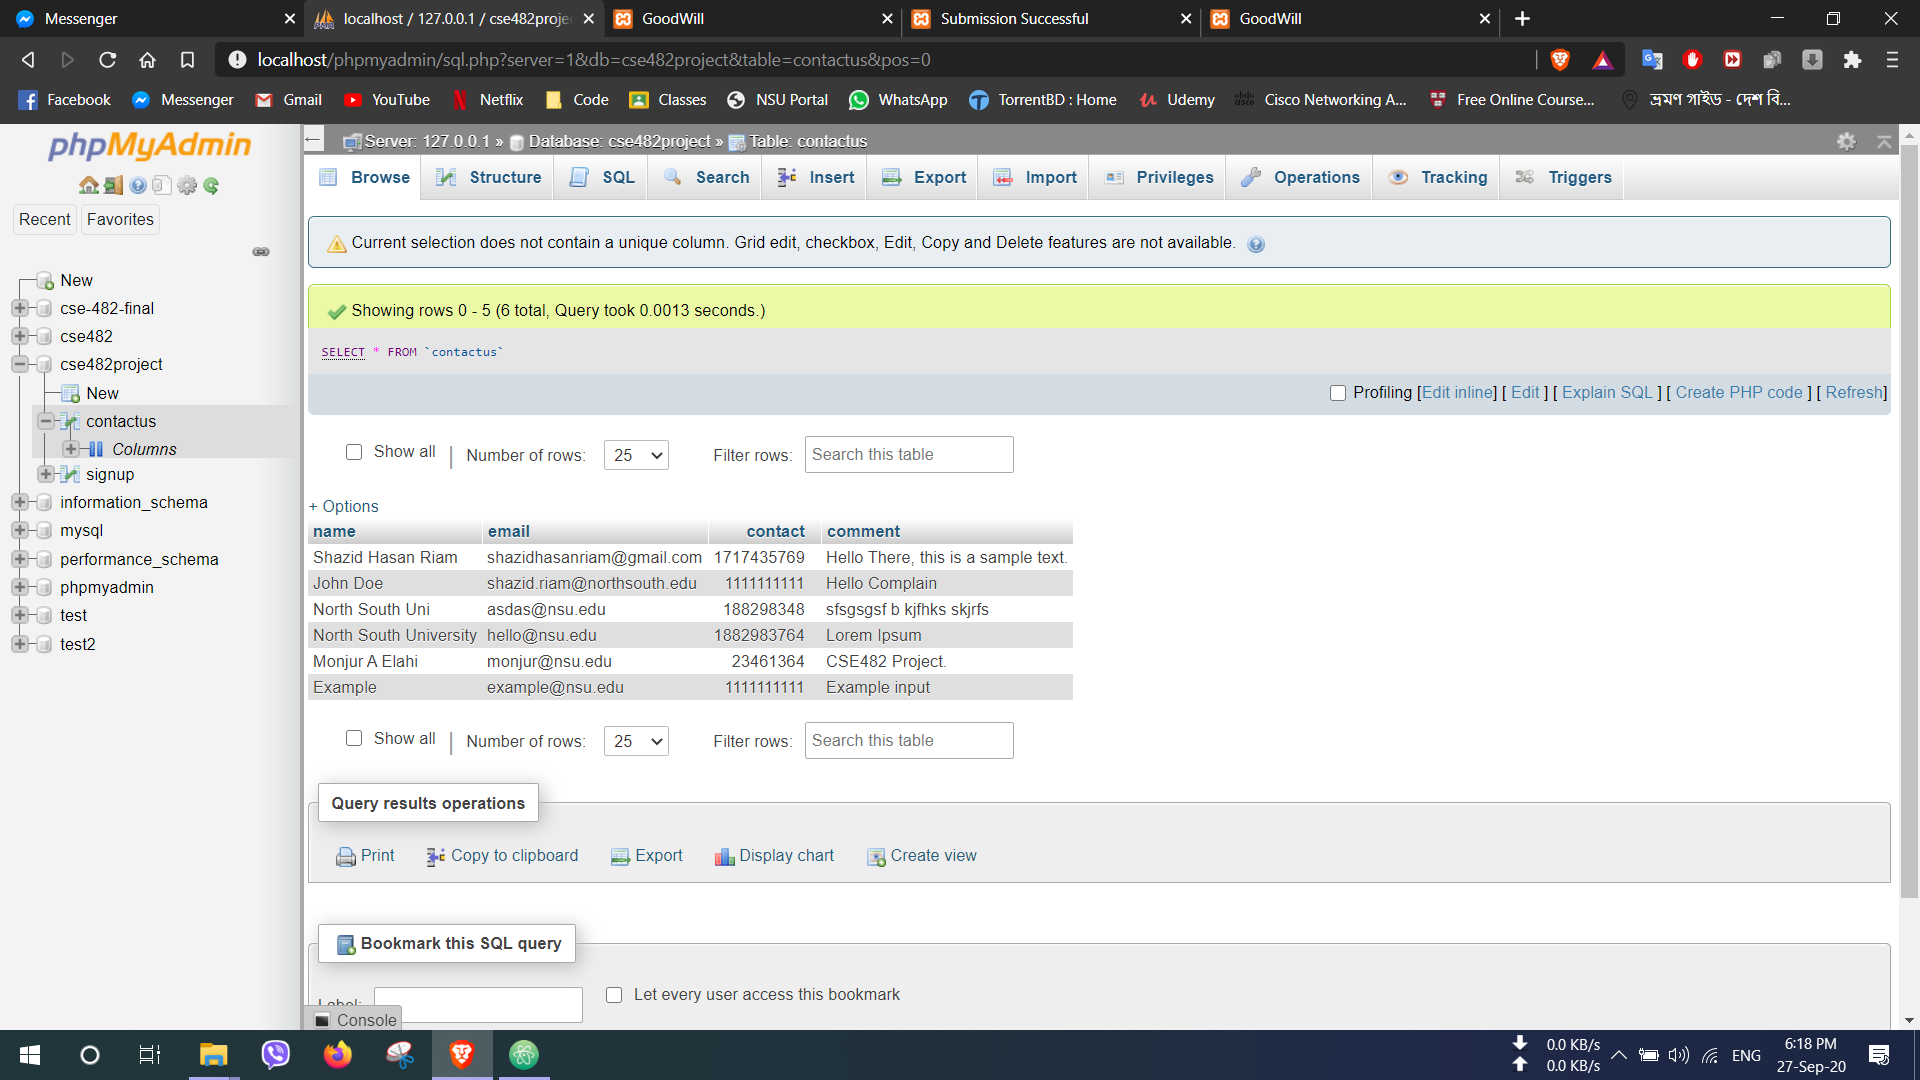 Messenger
localhost / 127.0.0.1 / cse482proje
GoodWill
Submission Successful
GoodWill
localhost/phpmyadmin/sql.php?server=1&db=cse482project&table=contactus&pos=0
Facebook Messenger Gmail YouTube Netflix Code Classes NSU Portal WhatsApp TorrentBD : Home Udemy Cisco Networking A... Free Online Course... ভ্রমণ গাইড - দেশ বি...
phpMyAdmin
Recent Favorites
New
cse-482-final
cse482
cse482project
New
contactus
Columns
signup
information_schema
mysql
performance_schema
phpmyadmin
test
test2
Server: 127.0.0.1 » Database: cse482project » Table: contactus
Browse Structure SQL Search Insert Export Import Privileges Operations Tracking Triggers
Current selection does not contain a unique column. Grid edit, checkbox, Edit, Copy and Delete features are not available.
Showing rows 0 - 5 (6 total, Query took 0.0013 seconds.)
SELECT * FROM `contactus`
Profiling [Edit inline] [ Edit ] [ Explain SQL ] [ Create PHP code ] [ Refresh]
Show all | Number of rows: 25 Filter rows: Search this table
+ Options
name email contact comment
Shazid Hasan Riam shazidhasanriam@gmail.com 1717435769 Hello There, this is a sample text.
John Doe shazid.riam@northsouth.edu 1111111111 Hello Complain
North South Uni asdas@nsu.edu 188298348 sfsgsgsf b kjfhks skjrfs
North South University hello@nsu.edu 1882983764 Lorem Ipsum
Monjur A Elahi monjur@nsu.edu 23461364 CSE482 Project.
Example example@nsu.edu 1111111111 Example input
Show all | Number of rows: 25 Filter rows: Search this table
Query results operations
Print Copy to clipboard Export Display chart Create view
Bookmark this SQL query
Label: Let every user access this bookmark
Console
0.0 KB/s
0.0 KB/s
ENG
6:18 PM
27-Sep-20